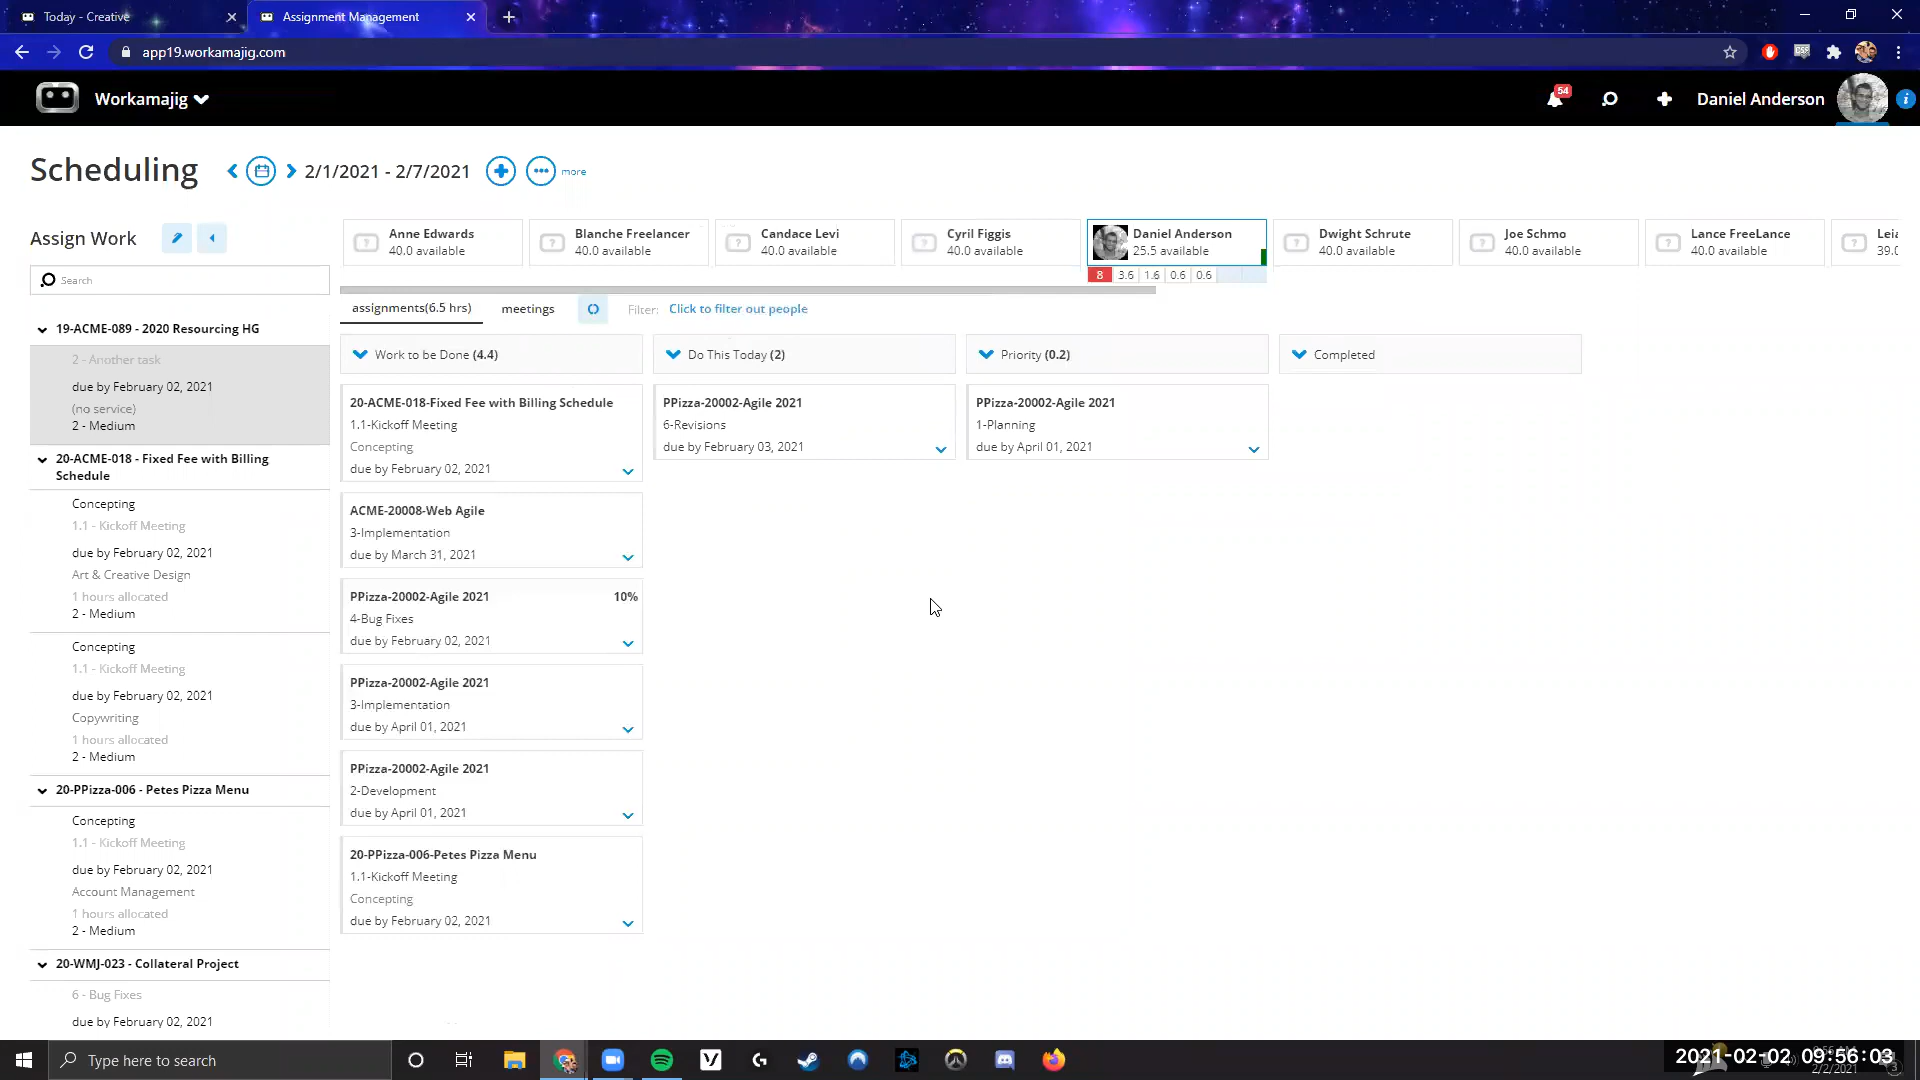 Today - Creative
Assignment Management
app19.workamajig.com
Workamajig
54
Daniel Anderson
Scheduling
2/1/2021 - 2/7/2021
more
Assign Work
Search
19-ACME-089 - 2020 Resourcing HG
2 - Another task
due by February 02, 2021
(no service)
2 - Medium
20-ACME-018 - Fixed Fee with Billing
Schedule
Concepting
1.1 - Kickoff Meeting
due by February 02, 2021
Art & Creative Design
1 hours allocated
2 - Medium
Concepting
1.1 - Kickoff Meeting
due by February 02, 2021
Copywriting
1 hours allocated
2 - Medium
20-PPizza-006 - Petes Pizza Menu
Concepting
1.1 - Kickoff Meeting
due by February 02, 2021
Account Management
1 hours allocated
2 - Medium
20-WMJ-023 - Collateral Project
6 - Bug Fixes
due by February 02, 2021
Anne Edwards
40.0 available
Blanche Freelancer
40.0 available
Candace Levi
40.0 available
Cyril Figgis
40.0 available
Daniel Anderson
25.5 available
8 3.6 1.6 0.6 0.6
Dwight Schrute
40.0 available
Joe Schmo
40.0 available
Lance FreeLance
40.0 available
Leia
39.0
assignments(6.5 hrs)
meetings
Filter: Click to filter out people
Work to be Done (4.4)
20-ACME-018-Fixed Fee with Billing Schedule
1.1-Kickoff Meeting
Concepting
due by February 02, 2021
ACME-20008-Web Agile
3-Implementation
due by March 31, 2021
PPizza-20002-Agile 2021 10%
4-Bug Fixes
due by February 02, 2021
PPizza-20002-Agile 2021
3-Implementation
due by April 01, 2021
PPizza-20002-Agile 2021
2-Development
due by April 01, 2021
20-PPizza-006-Petes Pizza Menu
1.1-Kickoff Meeting
Concepting
due by February 02, 2021
Do This Today (2)
PPizza-20002-Agile 2021
6-Revisions
due by February 03, 2021
Priority (0.2)
PPizza-20002-Agile 2021
1-Planning
due by April 01, 2021
Completed
Type here to search
2021-02-02 09:56:03
2/2/2021